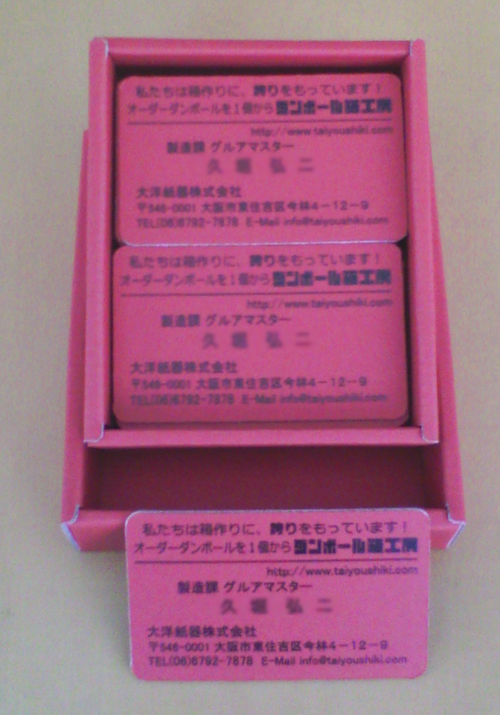 私たちは箱作りに、誇りをもっています！
オーダーダンボールを1個から ダンボール箱工房
http://www.taiyoushiki.com
製造課 グルアマスター
大洋紙器株式会社
〒546-0001 大阪市東住吉区今林4－12－9
TEL(06)6792-7878 E-Mail info@taiyoushiki.com
私たちは箱作りに、誇りをもっています！
オーダーダンボールを1個から ダンボール箱工房
http://www.taiyoushiki.com
製造課 グルアマスター
大洋紙器株式会社
〒546-0001 大阪市東住吉区今林4－12－9
TEL(06)6792-7878 E-Mail info@taiyoushiki.com
私たちは箱作りに、誇りをもっています！
オーダーダンボールを1個から ダンボール箱工房
http://www.taiyoushiki.com
製造課 グルアマスター
大洋紙器株式会社
〒546-0001 大阪市東住吉区今林4－12－9
TEL(06)6792-7878 E-Mail info@taiyoushiki.com